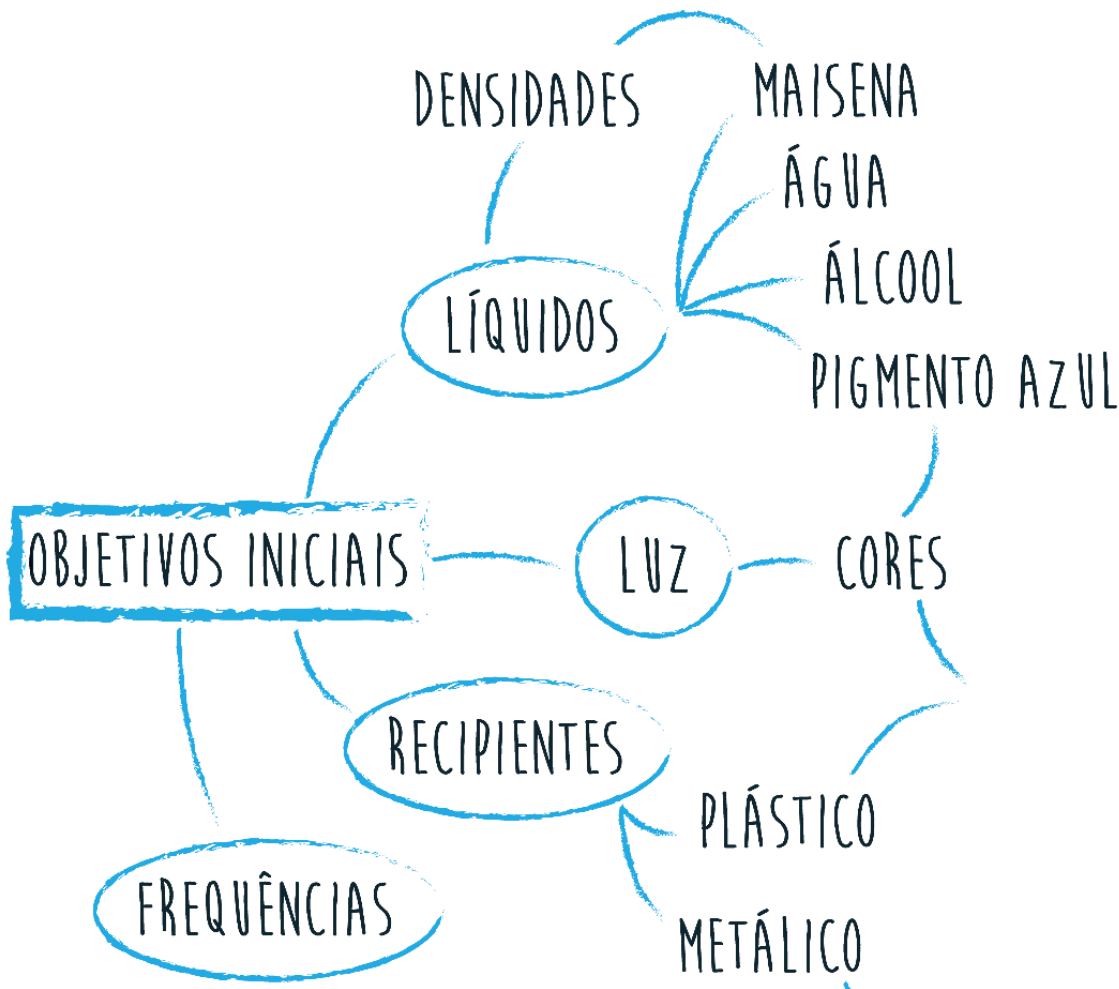 DENSIDADES
MAISENA
ÁGUA
ÁLCOOL
LÍQUIDOS
PIGMENTO AZUL
OBJETIVOS INICIAIS
LUZ
CORES
RECIPIENTES
PLÁSTICO
FREQUÊNCIAS
METÁLICO